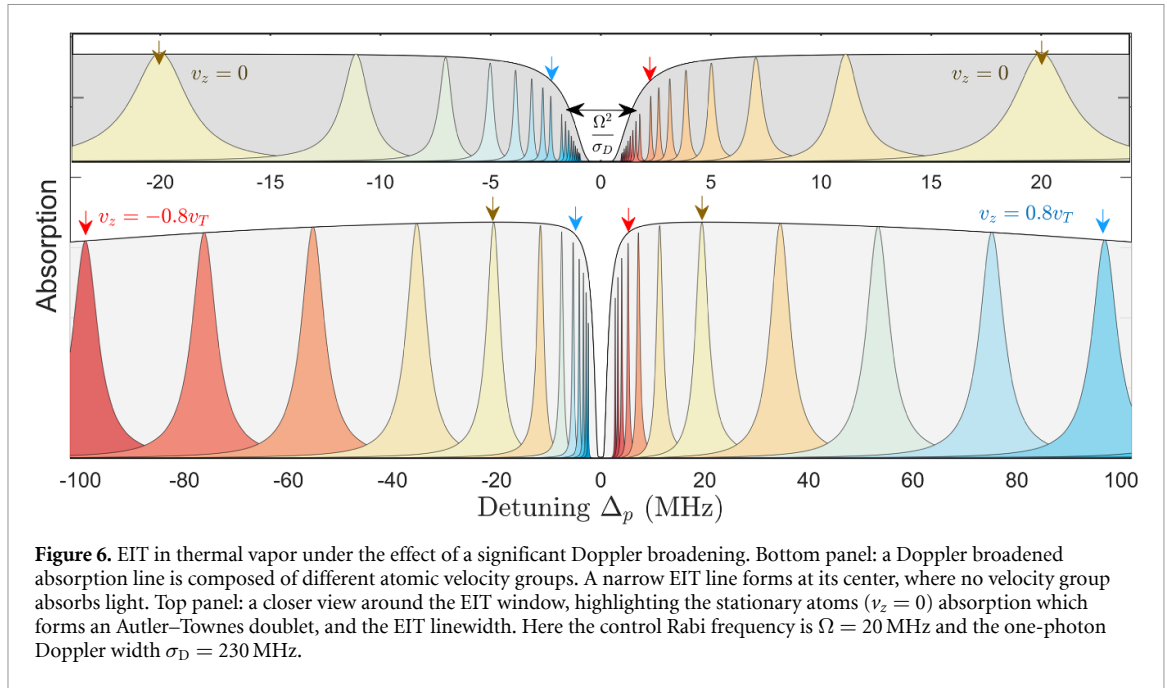 v_z = 0
v_z = 0
Ω²
σ_D
-20 -15 -10 -5 0 5 10 15 20
Absorption
v_z = −0.8v_T
v_z = 0.8v_T
-100 -80 -60 -40 -20 0 20 40 60 80 100
Detuning Δ_p (MHz)
Figure 6. EIT in thermal vapor under the effect of a significant Doppler broadening. Bottom panel: a Doppler broadened
absorption line is composed of different atomic velocity groups. A narrow EIT line forms at its center, where no velocity group
absorbs light. Top panel: a closer view around the EIT window, highlighting the stationary atoms (v_z = 0) absorption which
forms an Autler–Townes doublet, and the EIT linewidth. Here the control Rabi frequency is Ω = 20 MHz and the one-photon
Doppler width σ_D = 230 MHz.